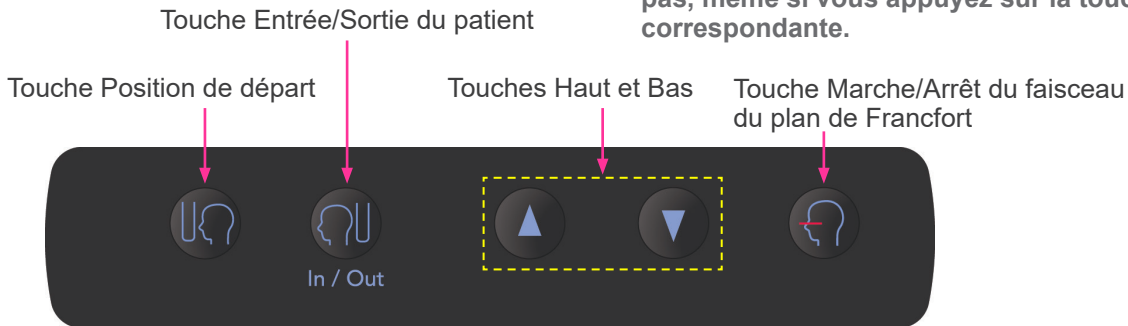 pas, même si vous appuyez sur la
correspondante.
Touche Entrée/Sortie du patient
Touche Position de départ
Touches Haut et Bas
Touche Marche/Arrêt du faisceau
du plan de Francfort
In / Out